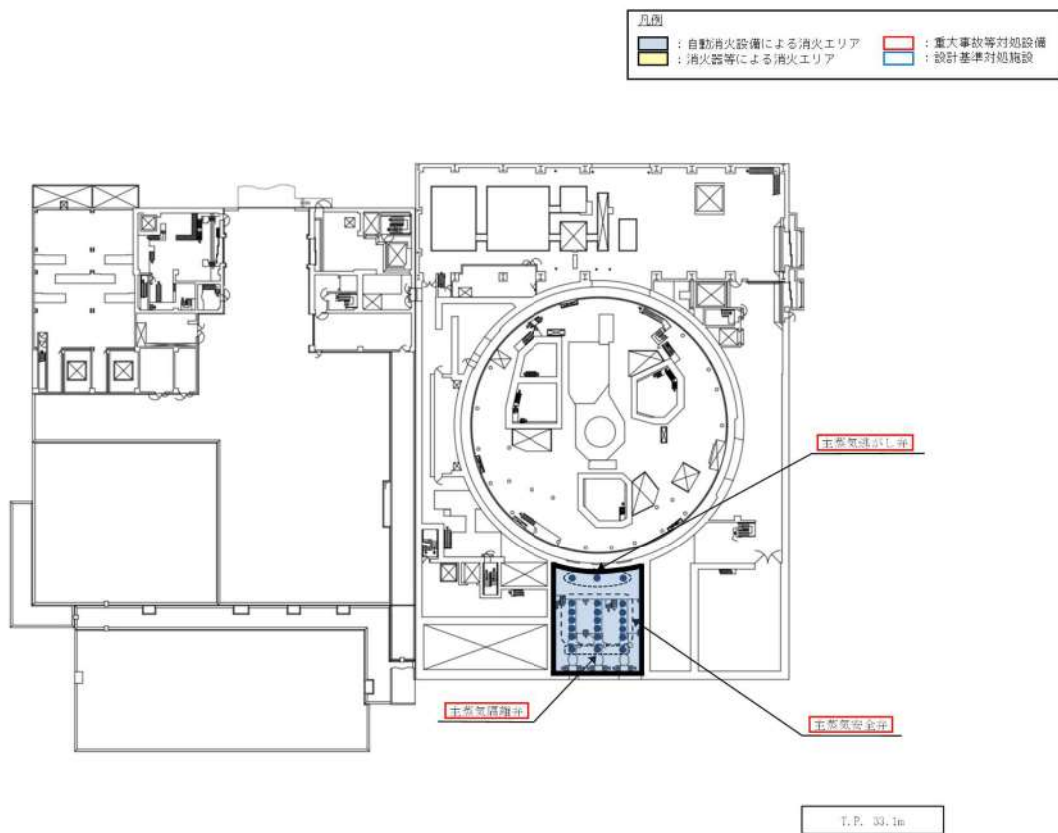 凡例
：自動消火設備による消火エリア
：重大事故等対処設備
：消火器等による消火エリア
：設計基準対処施設
主蒸気逃がし弁
主蒸気隔離弁
主蒸気安全弁
T.P. 33.1m